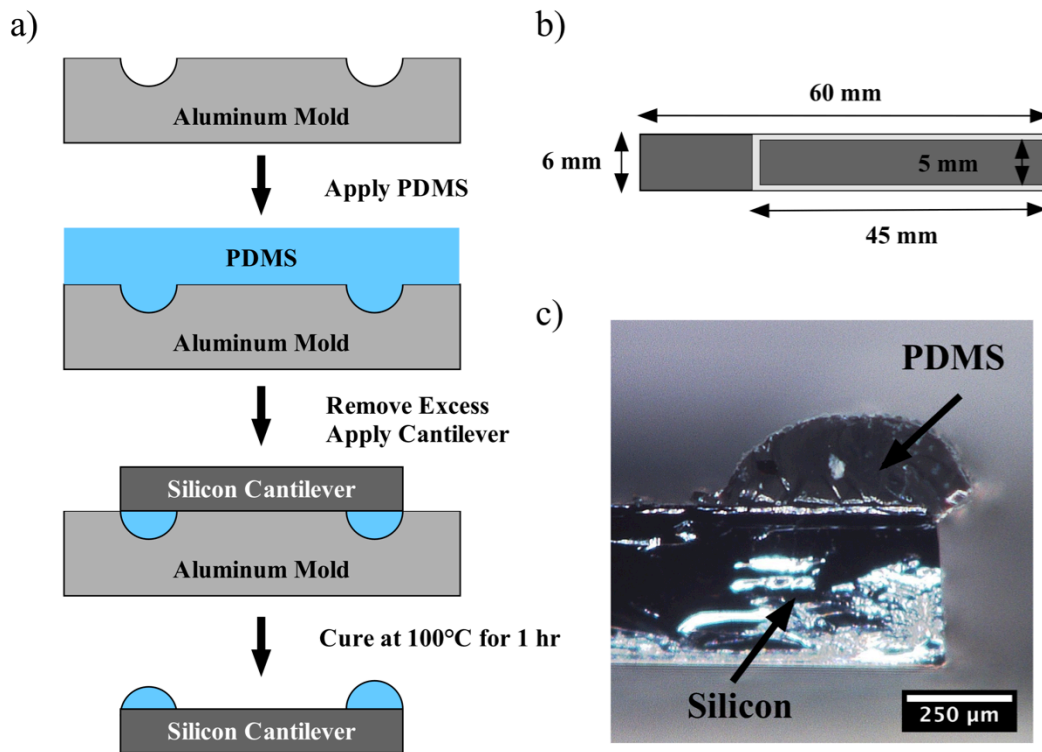 a)
Aluminum Mold
Apply PDMS
PDMS
Aluminum Mold
Remove Excess
Apply Cantilever
Silicon Cantilever
Aluminum Mold
Cure at 100°C for 1 hr
Silicon Cantilever
b)
60 mm
6 mm
5 mm
45 mm
c)
PDMS
Silicon
250 µm